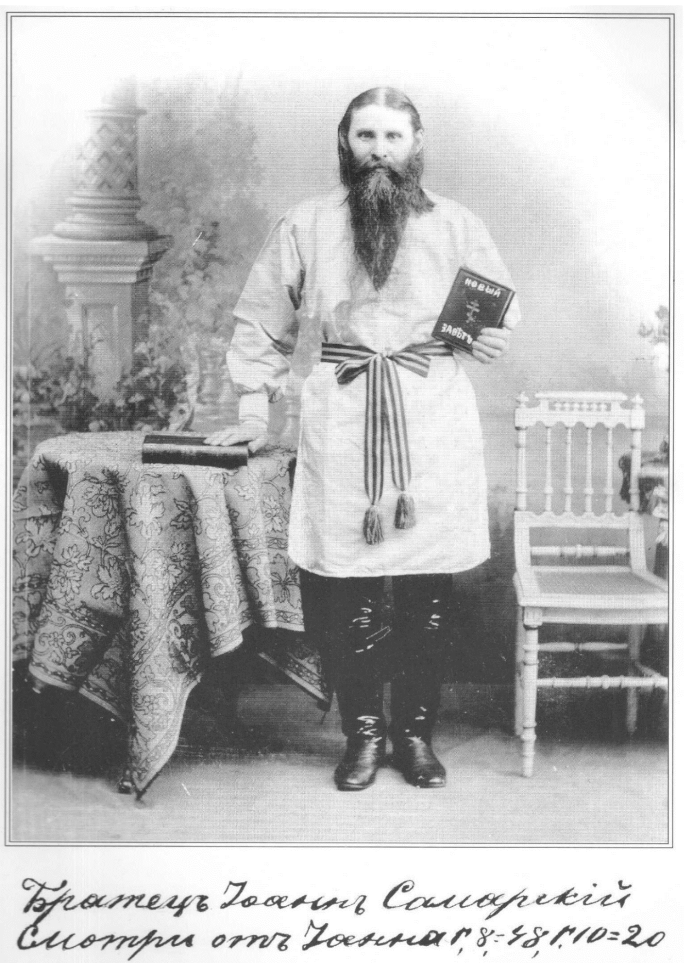 НОВЫЙ
ЗАВѢТЪ
Братецъ Іоаннъ Самарскій
Смотри отъ Іоанна Г, 8=48, Г. 10=20